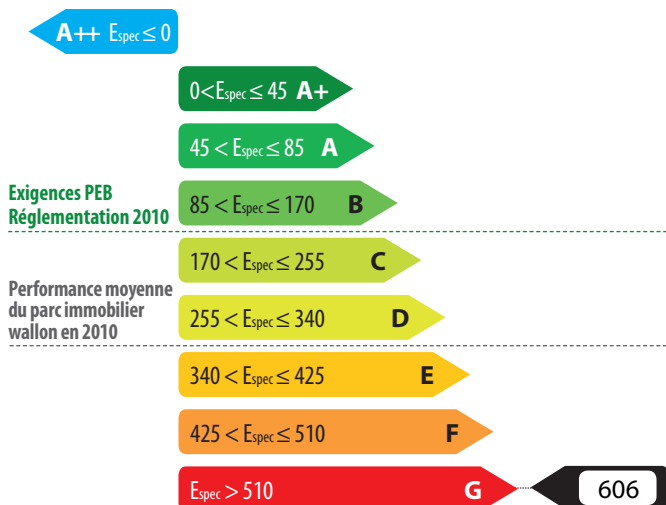 A++ Espec ≤ 0
0 < Espec ≤ 45 A+
45 < Espec ≤ 85 A
Exigences PEB
Réglementation 2010
85 < Espec ≤ 170 B
170 < Espec ≤ 255 C
Performance moyenne
du parc immobilier
wallon en 2010
255 < Espec ≤ 340 D
340 < Espec ≤ 425 E
425 < Espec ≤ 510 F
Espec > 510 G 606